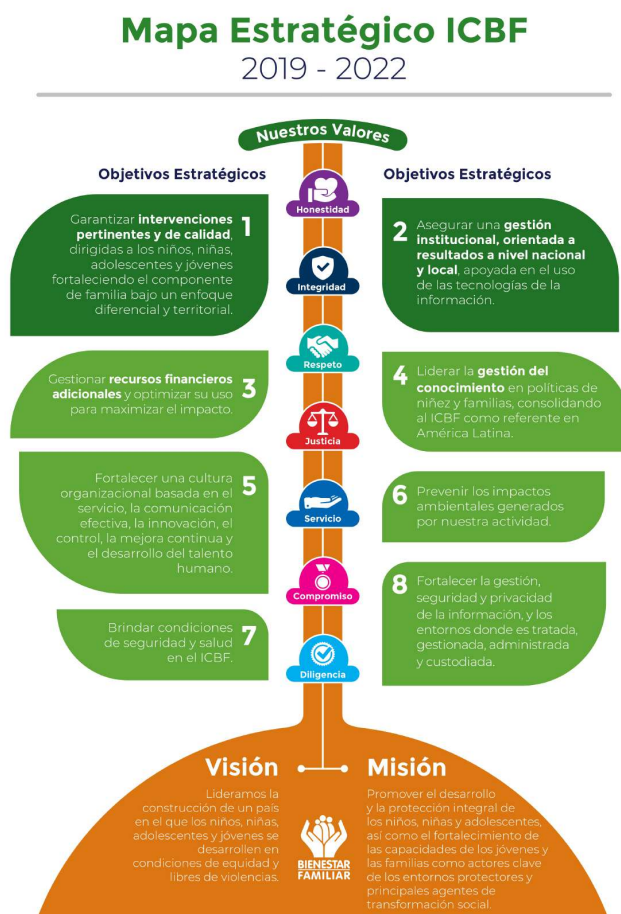 Mapa Estratégico ICBF
2019 - 2022
Nuestros Valores
Objetivos Estratégicos
Objetivos Estratégicos
Honestidad
1
Garantizar intervenciones
pertinentes y de calidad,
dirigidas a los niños, niñas,
adolescentes y jóvenes
fortaleciendo el componente
de familia bajo un enfoque
diferencial y territorial.
2
Asegurar una gestión
institucional, orientada a
resultados a nivel nacional
y local, apoyada en el uso
de las tecnologías de la
información.
Integridad
Respeto
3
Gestionar recursos financieros
adicionales y optimizar su uso
para maximizar el impacto.
4
Liderar la gestión del
conocimiento en políticas de
niñez y familias, consolidando
al ICBF como referente en
América Latina.
Justicia
5
Fortalecer una cultura
organizacional basada en el
servicio, la comunicación
efectiva, la innovación, el
control, la mejora continua y
el desarrollo del talento
humano.
6
Prevenir los impactos
ambientales generados
por nuestra actividad.
Servicio
Compromiso
7
Brindar condiciones
de seguridad y salud
en el ICBF.
8
Fortalecer la gestión,
seguridad y privacidad
de la información, y los
entornos donde es tratada,
gestionada, administrada
y custodiada.
Diligencia
Visión
Lideramos la
construcción de un país
en el que los niños, niñas,
adolescentes y jóvenes se
desarrollen en
condiciones de equidad y
libres de violencias.
BIENESTAR
FAMILIAR
Misión
Promover el desarrollo
y la protección integral de
los niños, niñas y adolescentes,
así como el fortalecimiento de
las capacidades de los jóvenes y
las familias como actores clave
de los entornos protectores y
principales agentes de
transformación social.